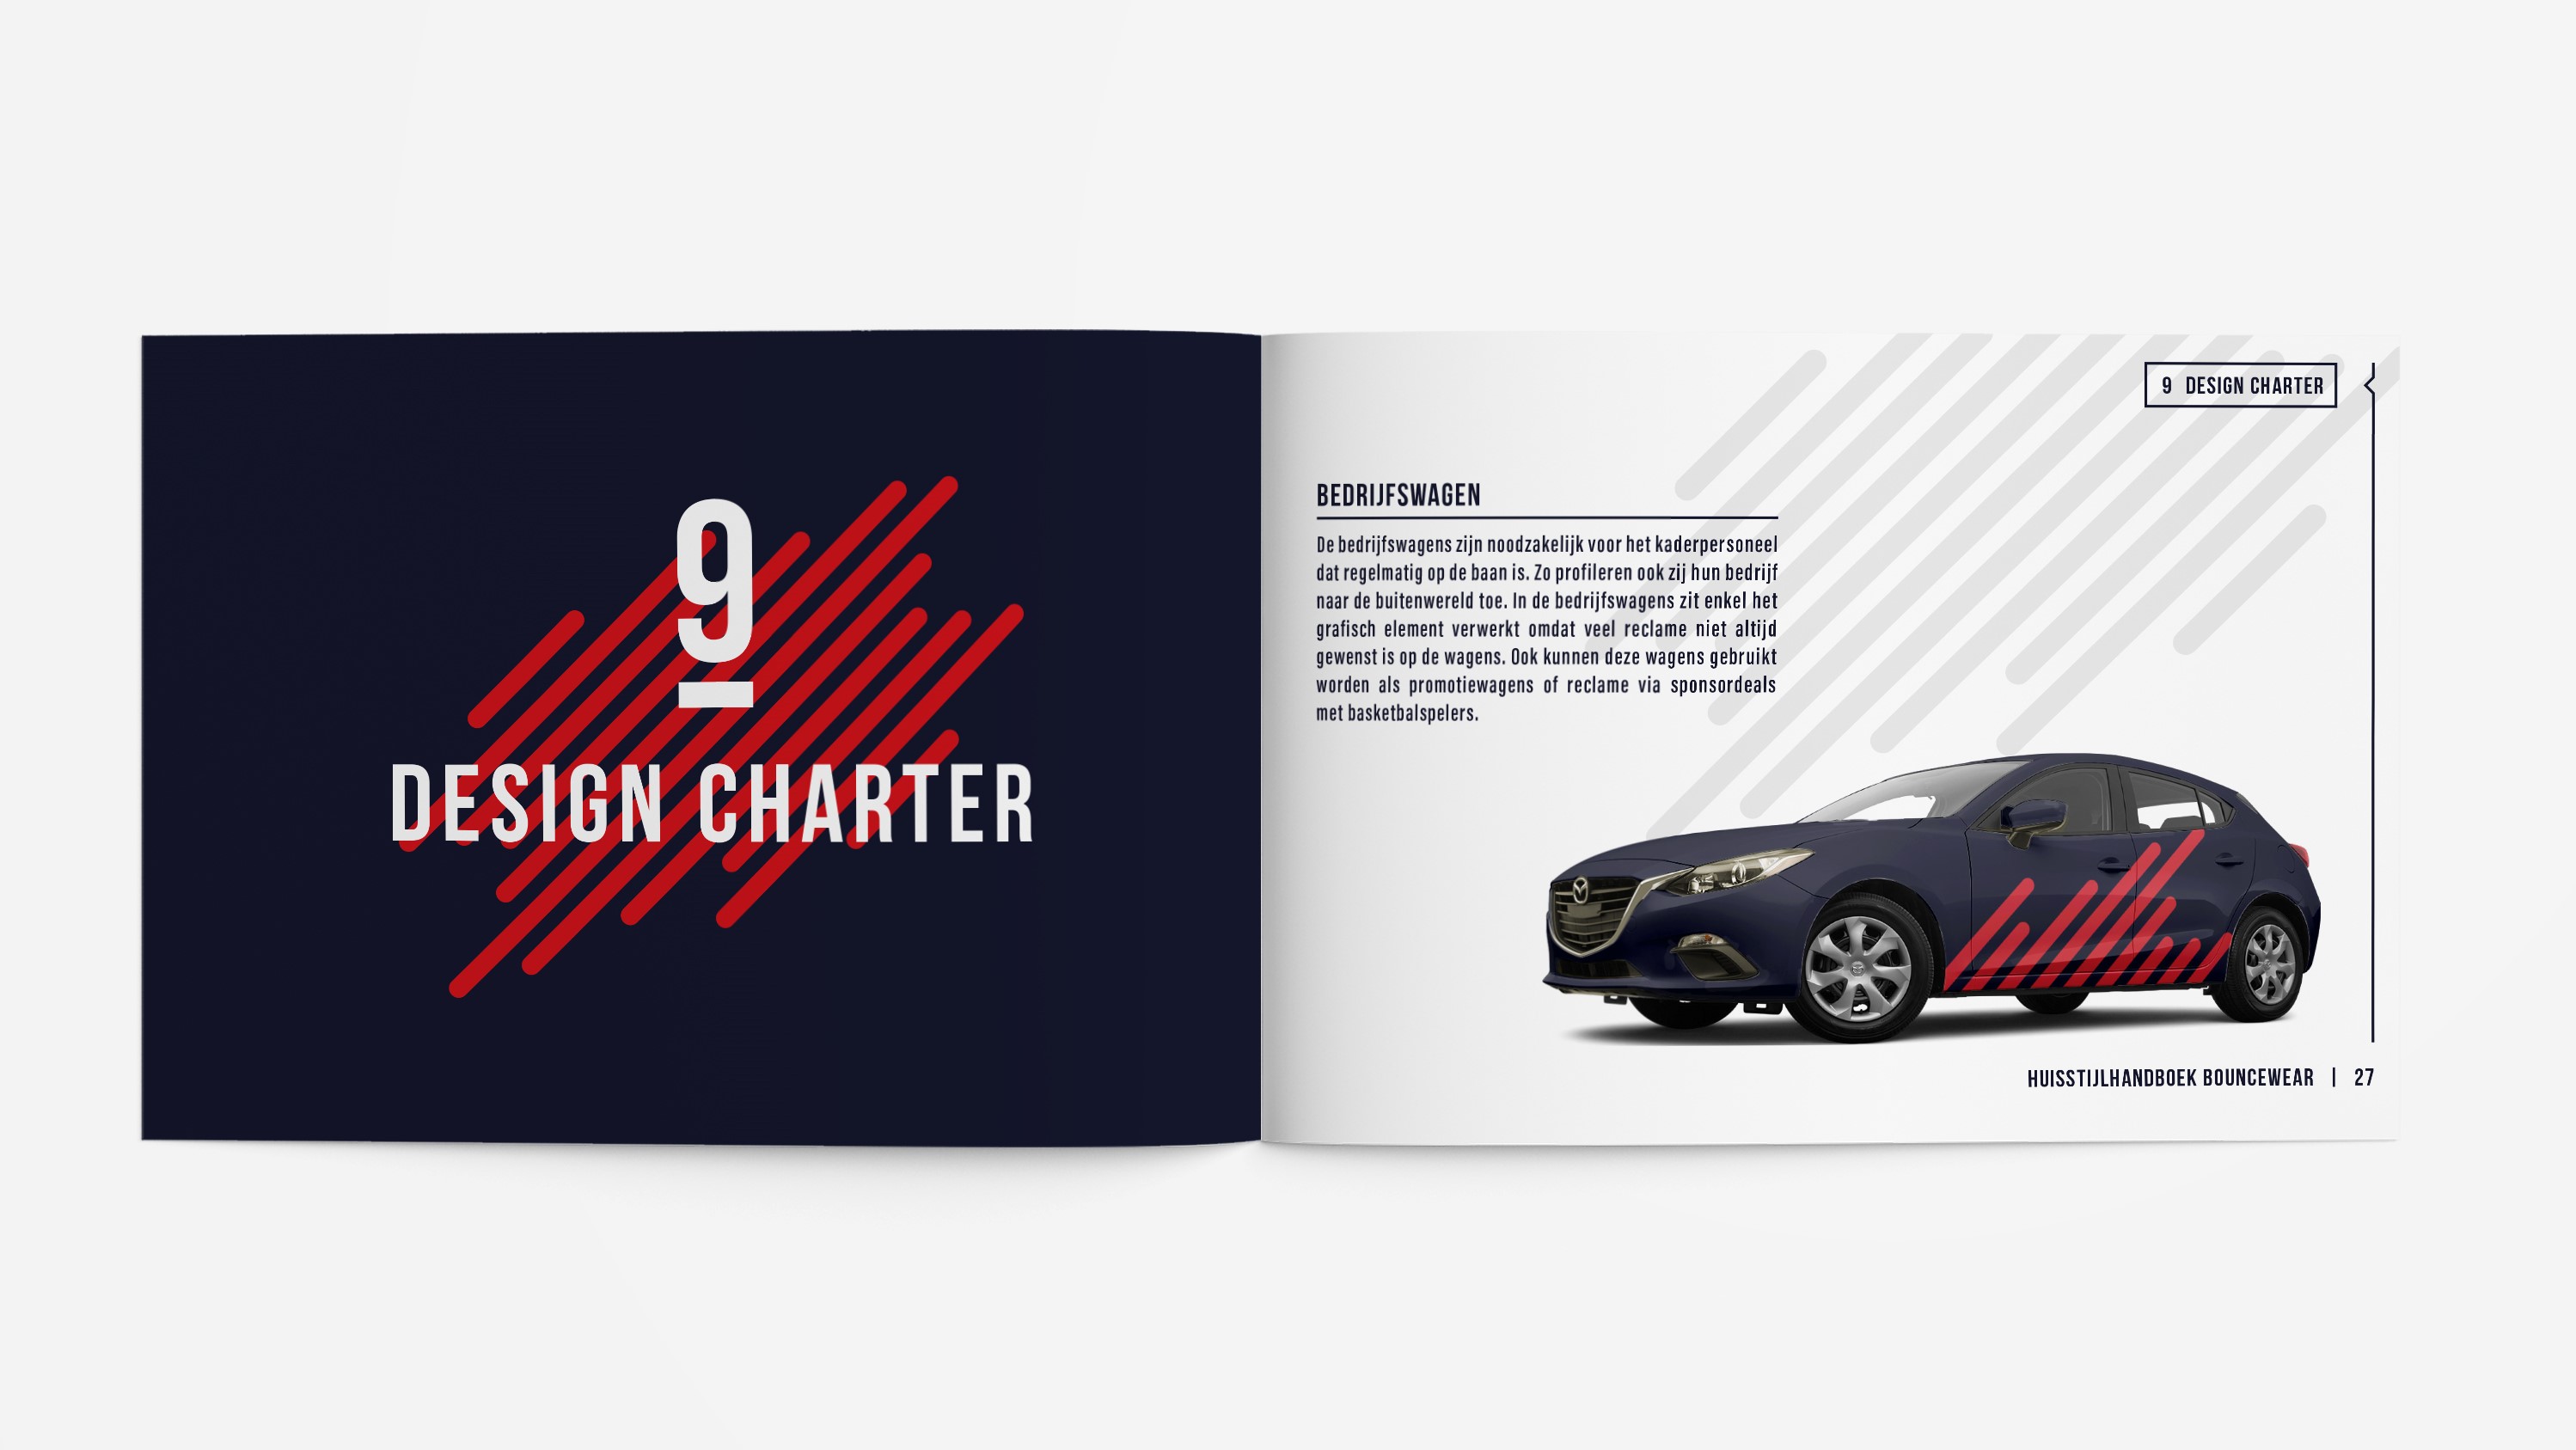 9
DESIGN CHARTER
9 DESIGN CHARTER
BEDRIJFSWAGEN
De bedrijfswagens zijn noodzakelijk voor het kaderpersoneel
dat regelmatig op de baan is. Zo profileren ook zij hun bedrijf
naar de buitenwereld toe. In de bedrijfswagens zit enkel het
grafisch element verwerkt omdat veel reclame niet altijd
gewenst is op de wagens. Ook kunnen deze wagens gebruikt
worden als promotiewagens of reclame via sponsordeals
met basketbalspelers.
HUISSTIJLHANDBOEK BOUNCEWEAR | 27